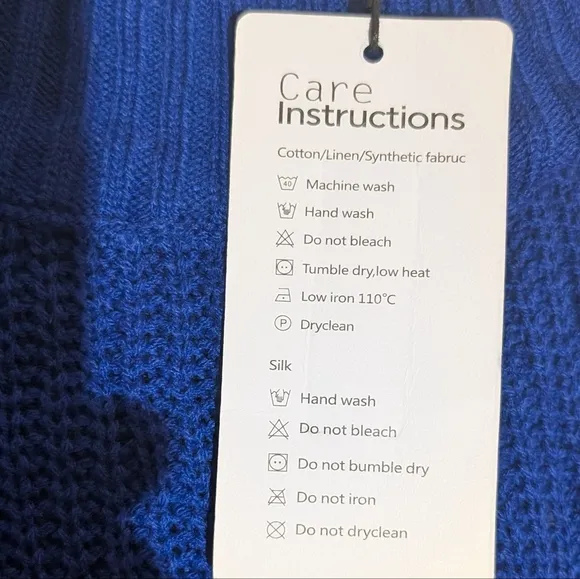 Care
Instructions
Cotton/Linen/Synthetic fabruc
40 Machine wash
Hand wash
Do not bleach
Tumble dry,low heat
Low iron 110°C
P Dryclean
Silk
Hand wash
Do not bleach
Do not bumble dry
Do not iron
Do not dryclean